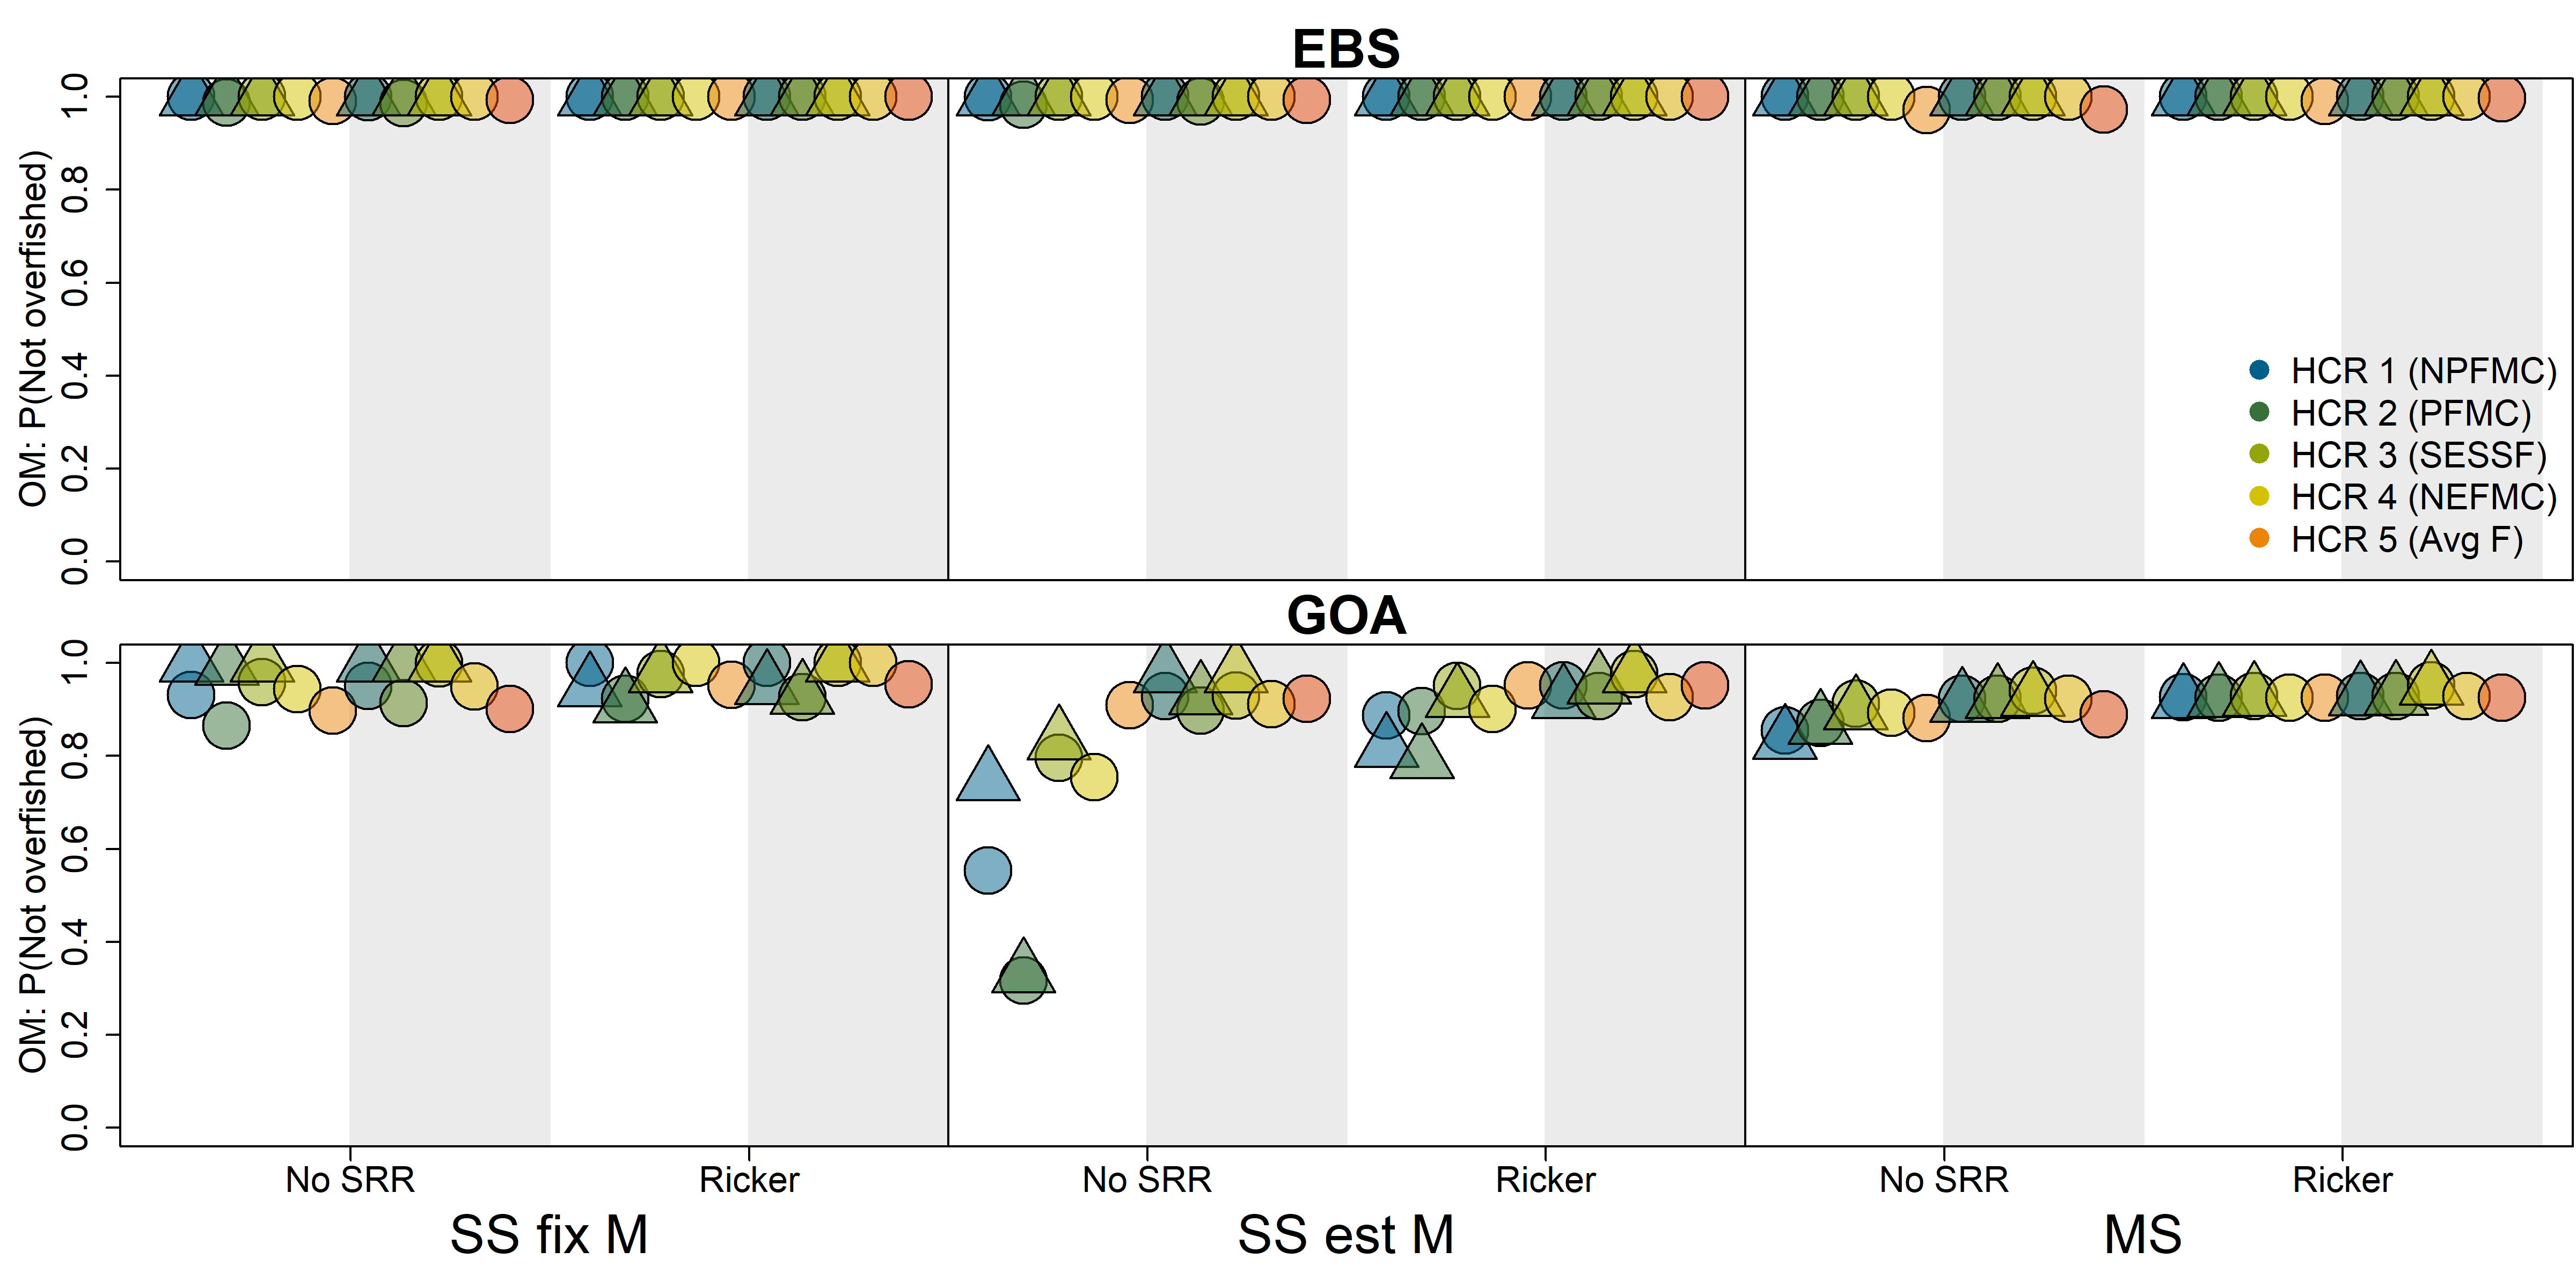 EBS
OM: P(Not overfished)
1.0
0.8
0.6
0.4
0.2
0.0
HCR 1 (NPFMC)
HCR 2 (PFMC)
HCR 3 (SESSF)
HCR 4 (NEFMC)
HCR 5 (Avg F)
GOA
OM: P(Not overfished)
1.0
0.8
0.6
0.4
0.2
0.0
No SRR Ricker No SRR Ricker No SRR Ricker
SS fix M SS est M MS